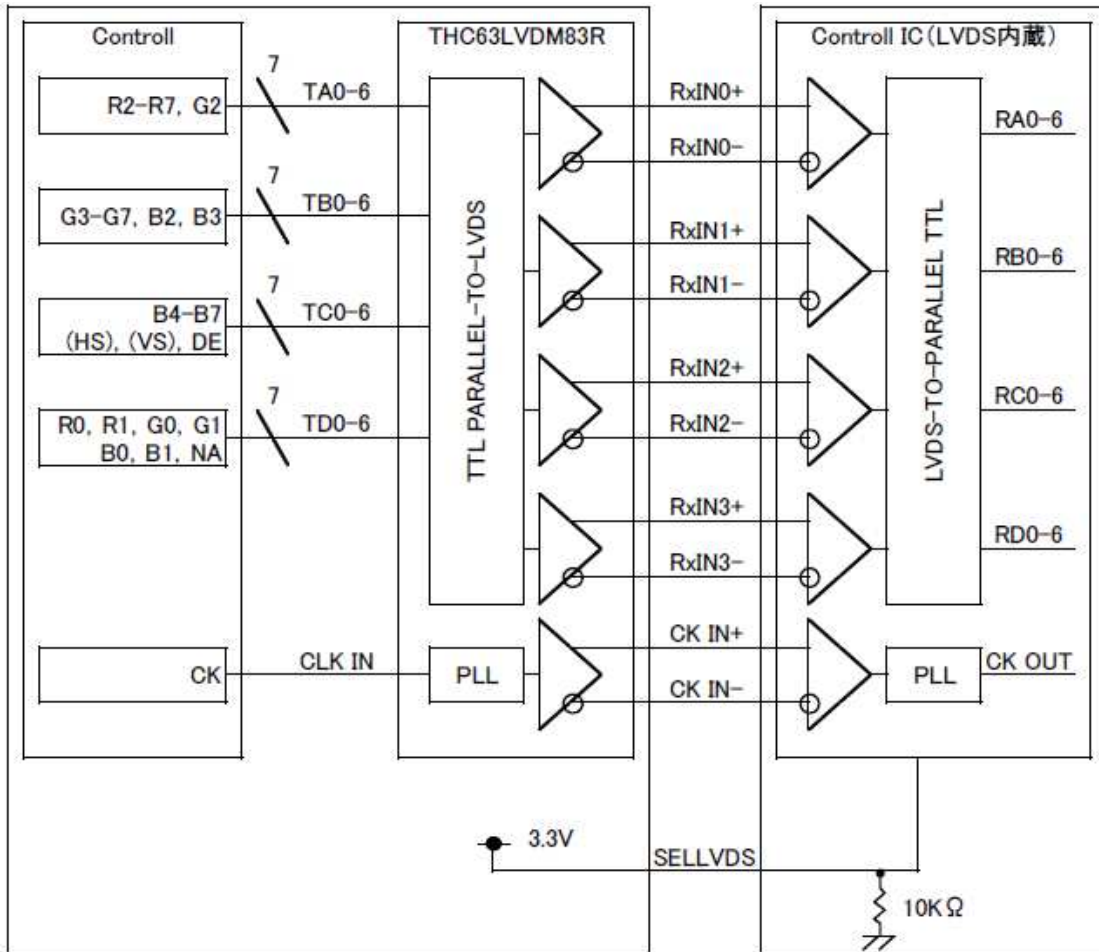 Controll
THC63LVDM83R
Controll IC(LVDS内蔵)
R2-R7, G2
7
TA0-6
RxIN0+
RxIN0-
RA0-6
G3-G7, B2, B3
7
TB0-6
RxIN1+
RxIN1-
RB0-6
B4-B7
(HS), (VS), DE
7
TC0-6
RxIN2+
RxIN2-
RC0-6
R0, R1, G0, G1
B0, B1, NA
7
TD0-6
RxIN3+
RxIN3-
RD0-6
TTL PARALLEL-TO-LVDS
LVDS-TO-PARALLEL TTL
CK
CLK IN
PLL
CK IN+
CK IN-
PLL
CK OUT
3.3V
SELLVDS
10KΩ